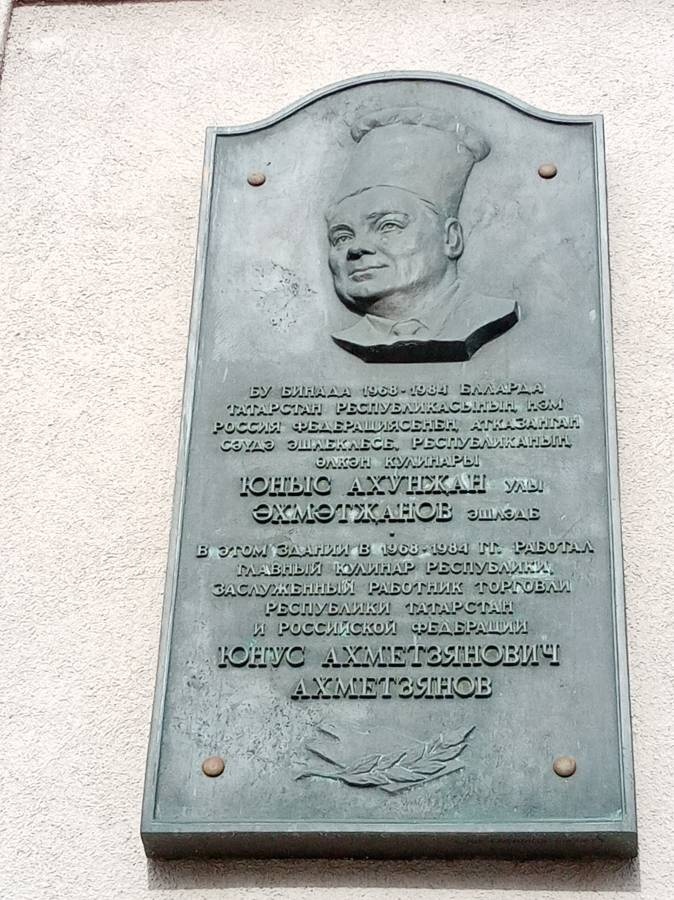 БУ БИНАДА 1968-1984 ЕЛЛАРДА
ТАТАРСТАН РЕСПУБЛИКАСЫНЫҢ ҺӘМ
РОССИЯ ФЕДЕРАЦИЯСЕНЕҢ АТКАЗАНГАН
СӘҮДӘ ЭШЛЕКЛЕСЕ, РЕСПУБЛИКАНЫҢ
ӨЛКӘН КУЛИНАРЫ
ЮНЫС АХУНҖАН УЛЫ
ӘХМӘТҖАНОВ ЭШЛӘДЕ
В ЭТОМ ЗДАНИИ В 1968-1984 ГГ. РАБОТАЛ
ГЛАВНЫЙ КУЛИНАР РЕСПУБЛИКИ,
ЗАСЛУЖЕННЫЙ РАБОТНИК ТОРГОВЛИ
РЕСПУБЛИКИ ТАТАРСТАН
И РОССИЙСКОЙ ФЕДЕРАЦИИ
ЮНУС АХМЕТЗЯНОВИЧ
АХМЕТЗЯНОВ